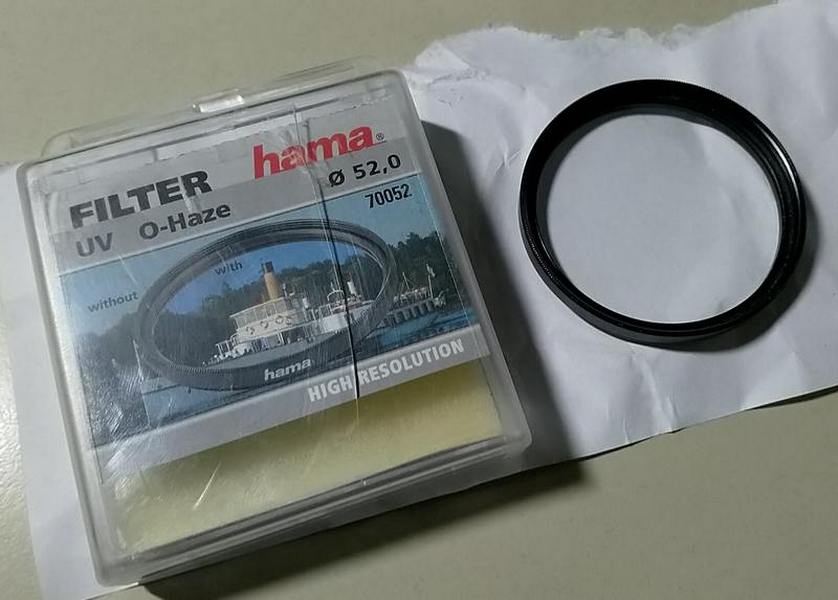 hama®
FILTER Ø 52,0
UV O-Haze 70052
with
without
hama
HIGH RESOLUTION